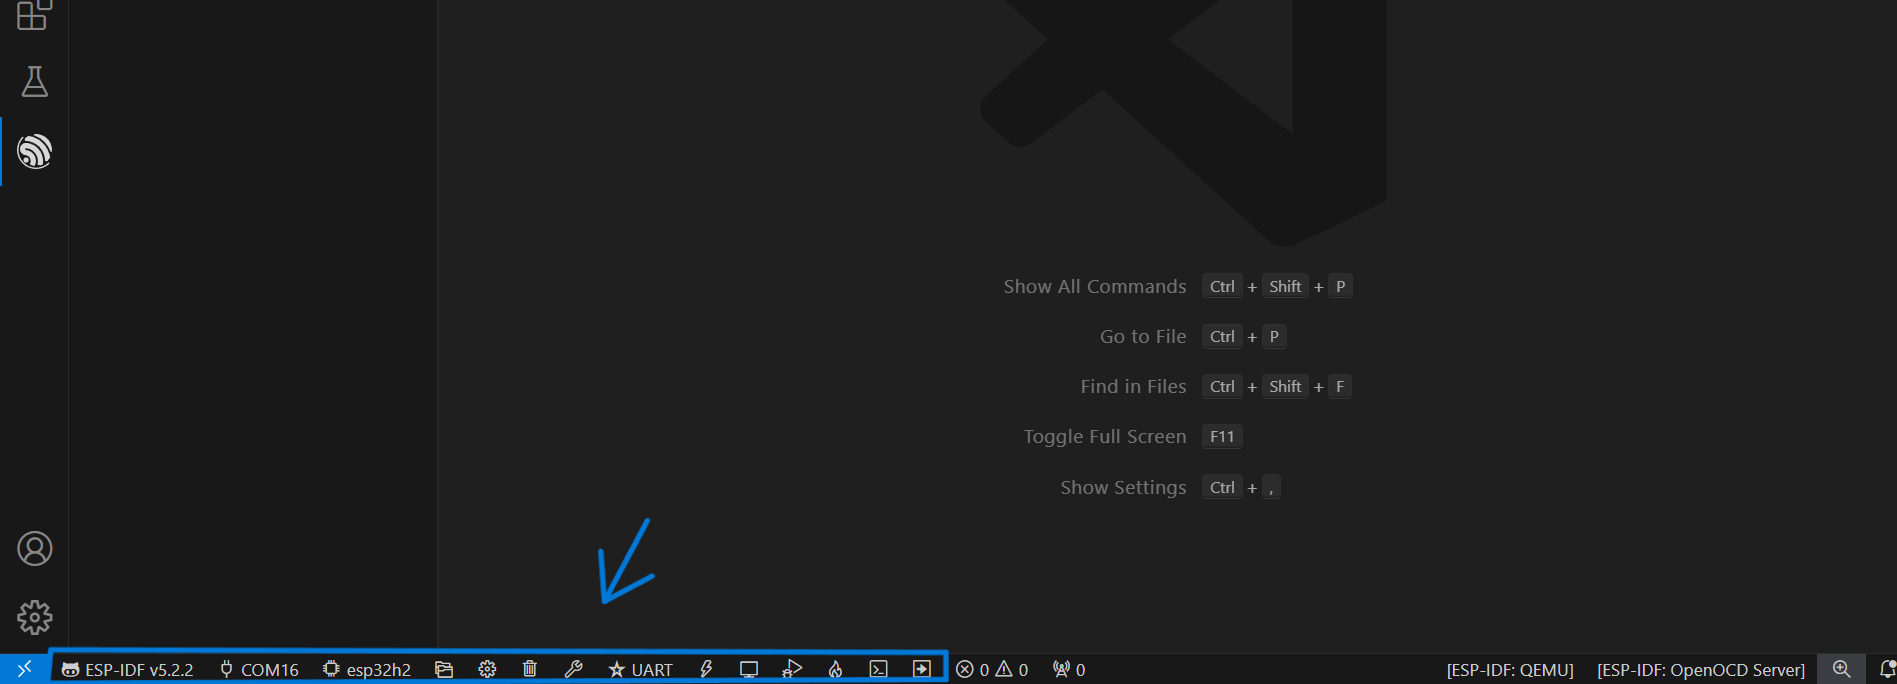 Show All Commands Ctrl + Shift + P
Go to File Ctrl + P
Find in Files Ctrl + Shift + F
Toggle Full Screen F11
Show Settings Ctrl + ,
ESP-IDF v5.2.2 COM16 esp32h2 UART 0 0 0 [ESP-IDF: QEMU] [ESP-IDF: OpenOCD Server]